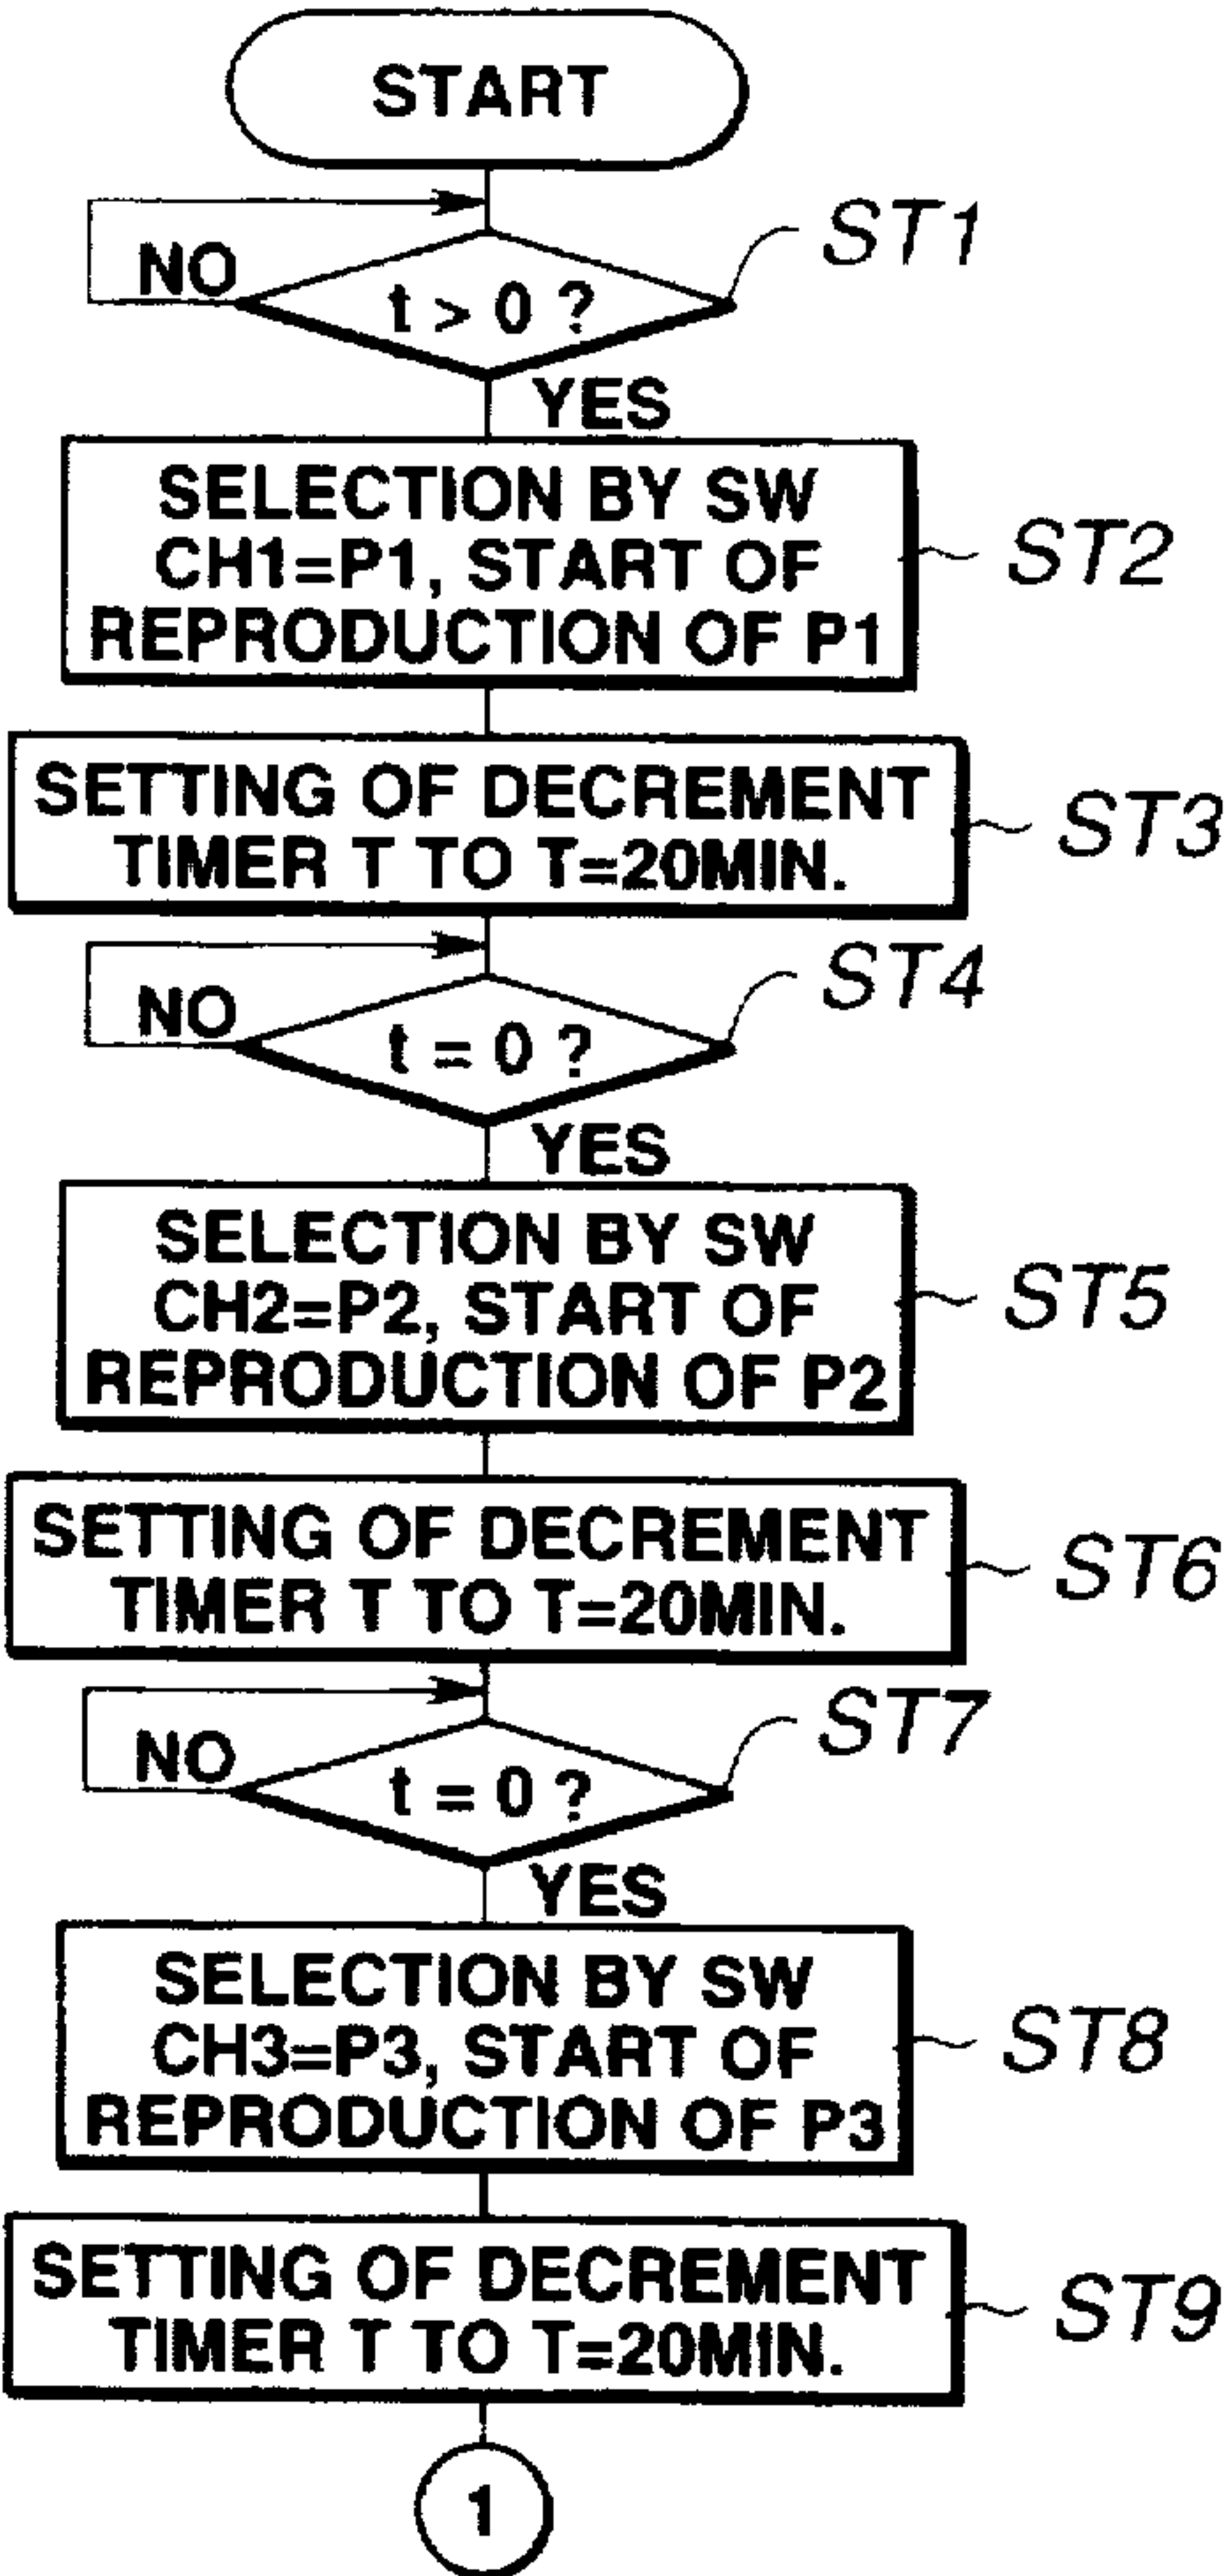 START
ST1
NO
t > 0 ?
YES
SELECTION BY SW
CH1=P1, START OF
REPRODUCTION OF P1
ST2
SETTING OF DECREMENT
TIMER T TO T=20MIN.
ST3
ST4
NO
t = 0 ?
YES
SELECTION BY SW
CH2=P2, START OF
REPRODUCTION OF P2
ST5
SETTING OF DECREMENT
TIMER T TO T=20MIN.
ST6
ST7
NO
t = 0 ?
YES
SELECTION BY SW
CH3=P3, START OF
REPRODUCTION OF P3
ST8
SETTING OF DECREMENT
TIMER T TO T=20MIN.
ST9
1